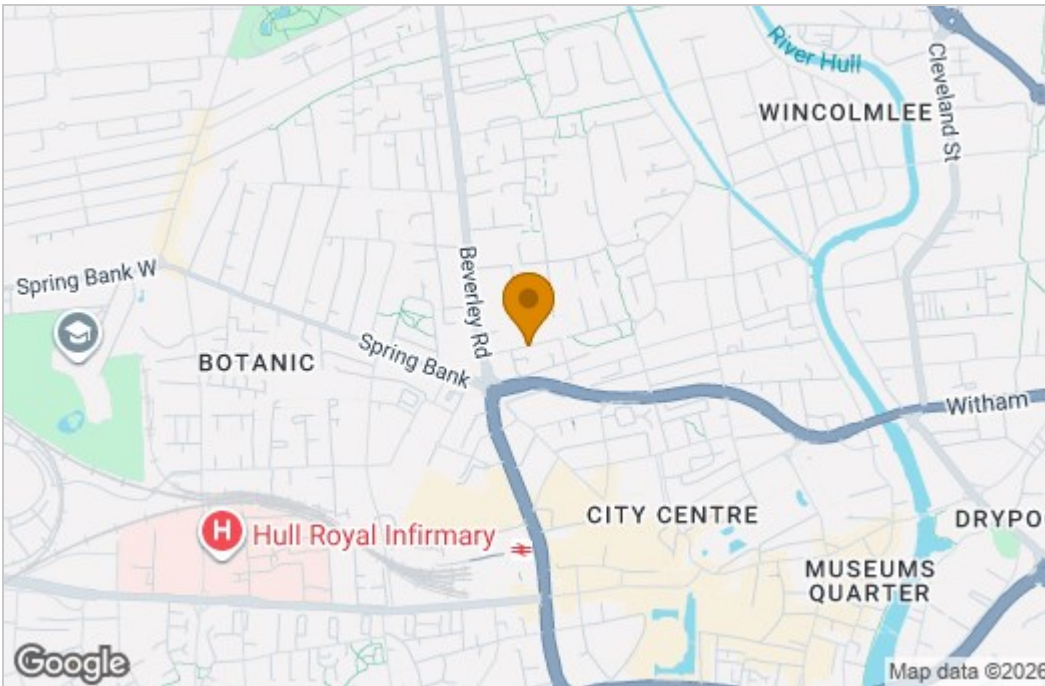 River Hull
Cleveland St
WINCOLMLEE
Beverley Rd
Spring Bank W
Spring Bank
BOTANIC
Witham
CITY CENTRE
DRYPO
H
Hull Royal Infirmary
MUSEUMS
QUARTER
Google
Map data ©2026